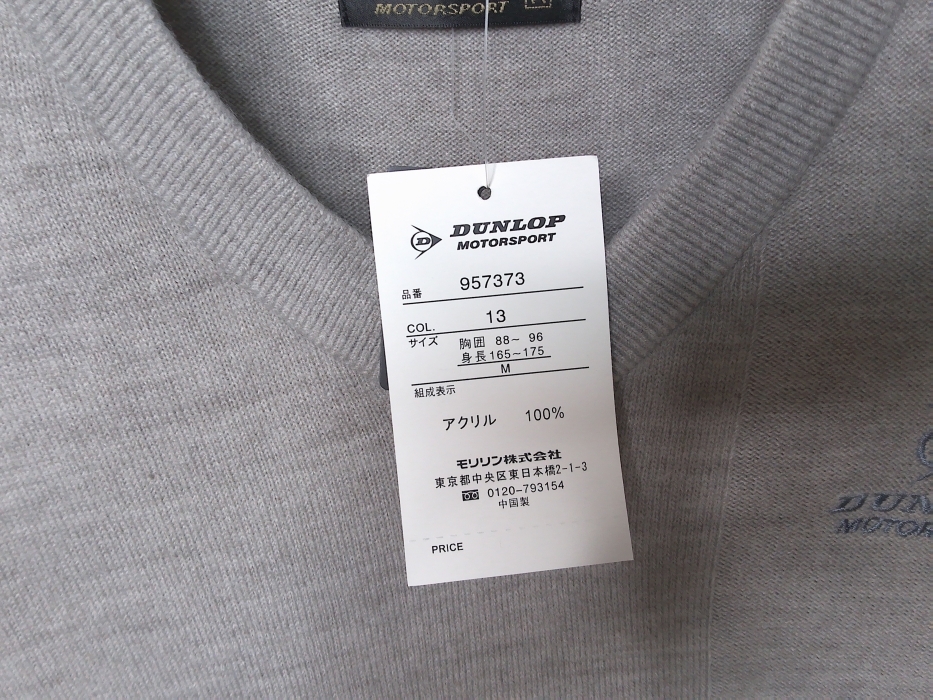 MOTORSPORT
D DUNLOP
MOTORSPORT
品番 957373
COL. 13
サイズ 胸囲 88~ 96
身長165~175
M
組成表示
アクリル 100%
モリリン株式会社
東京都中央区東日本橋2-1-3
0120-793154
中国製
PRICE